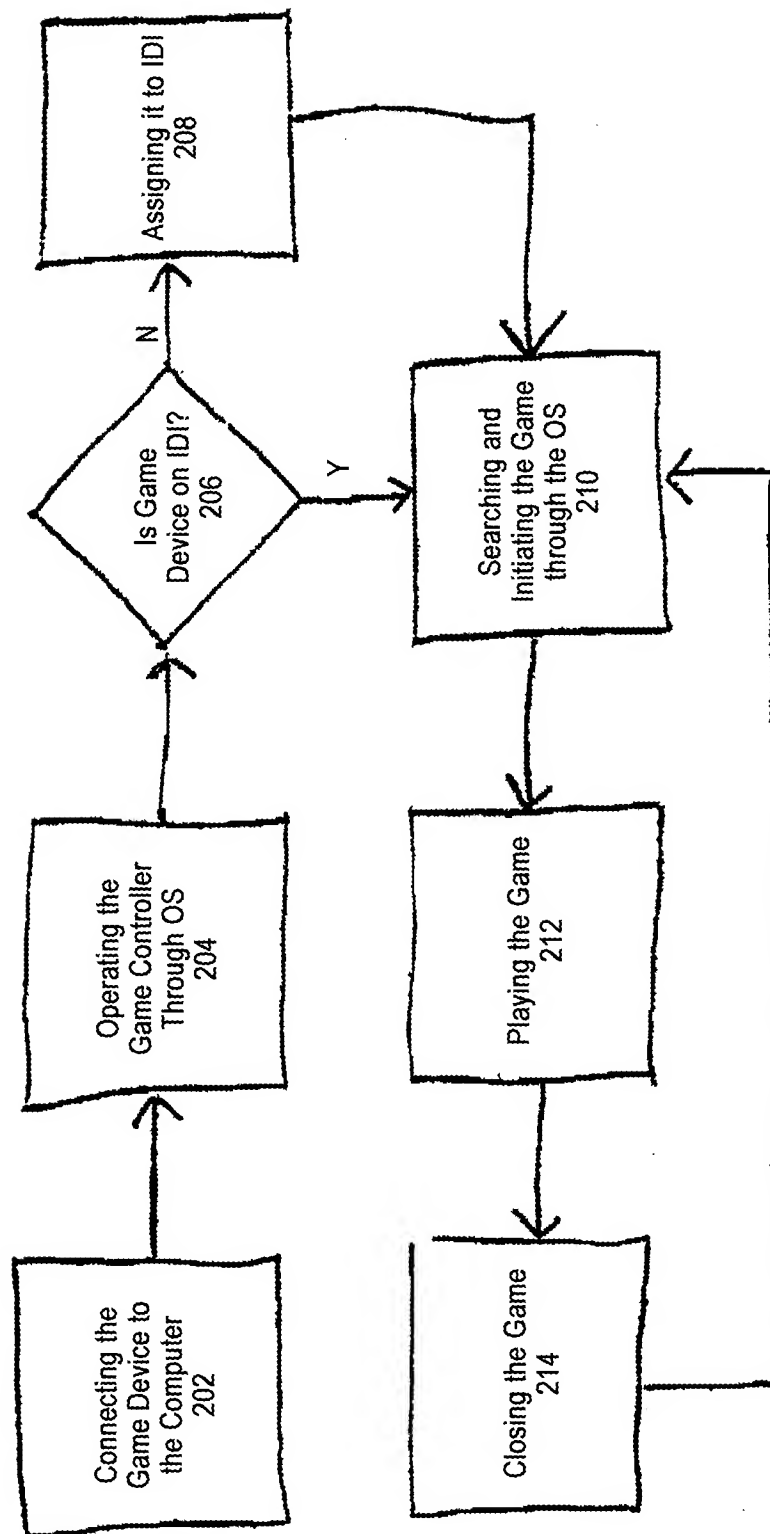 Connecting the
Game Device to
the Computer
202
Operating the
Game Controller
Through OS
204
Is Game
Device on IDI?
206
N
Y
Assigning it to IDI
208
Searching and
Initiating the Game
through the OS
210
Playing the Game
212
Closing the Game
214